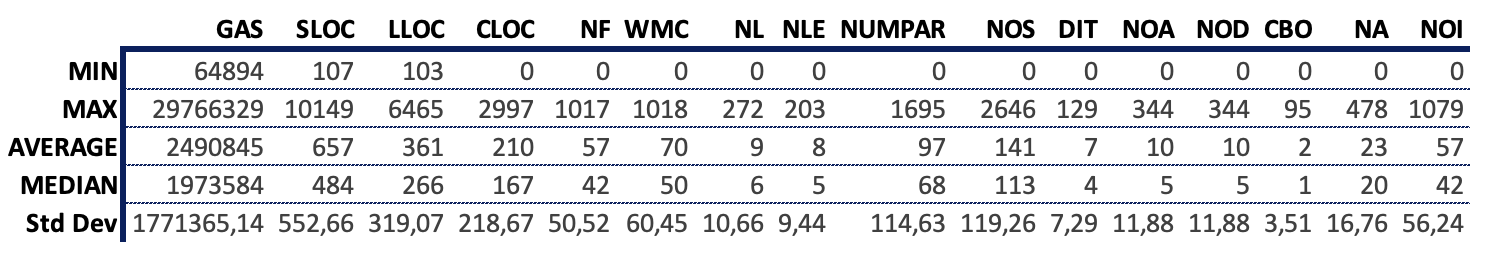 GAS SLOC LLOC CLOC NF WMC NL NLE NUMPAR NOS DIT NOA NOD CBO NA NOI
MIN 64894 107 103 0 0 0 0 0 0 0 0 0 0 0 0 0
MAX 29766329 10149 6465 2997 1017 1018 272 203 1695 2646 129 344 344 95 478 1079
AVERAGE 2490845 657 361 210 57 70 9 8 97 141 7 10 10 2 23 57
MEDIAN 1973584 484 266 167 42 50 6 5 68 113 4 5 5 1 20 42
Std Dev 1771365,14 552,66 319,07 218,67 50,52 60,45 10,66 9,44 114,63 119,26 7,29 11,88 11,88 3,51 16,76 56,24